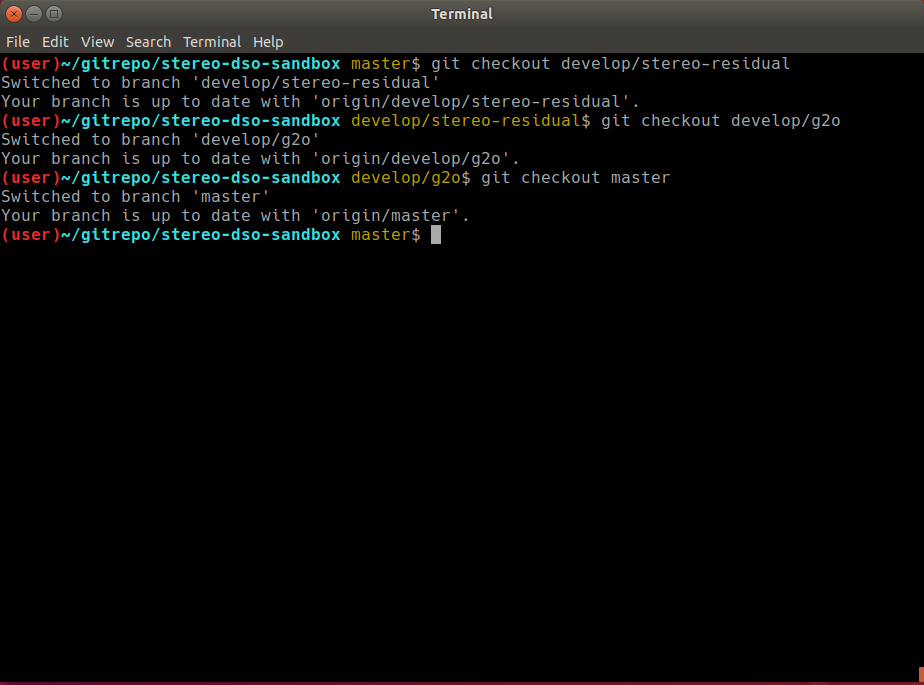 Terminal
File Edit View Search Terminal Help
(user)~/gitrepo/stereo-dso-sandbox master$ git checkout develop/stereo-residual
Switched to branch 'develop/stereo-residual'
Your branch is up to date with 'origin/develop/stereo-residual'.
(user)~/gitrepo/stereo-dso-sandbox develop/stereo-residual$ git checkout develop/g2o
Switched to branch 'develop/g2o'
Your branch is up to date with 'origin/develop/g2o'.
(user)~/gitrepo/stereo-dso-sandbox develop/g2o$ git checkout master
Switched to branch 'master'
Your branch is up to date with 'origin/master'.
(user)~/gitrepo/stereo-dso-sandbox master$